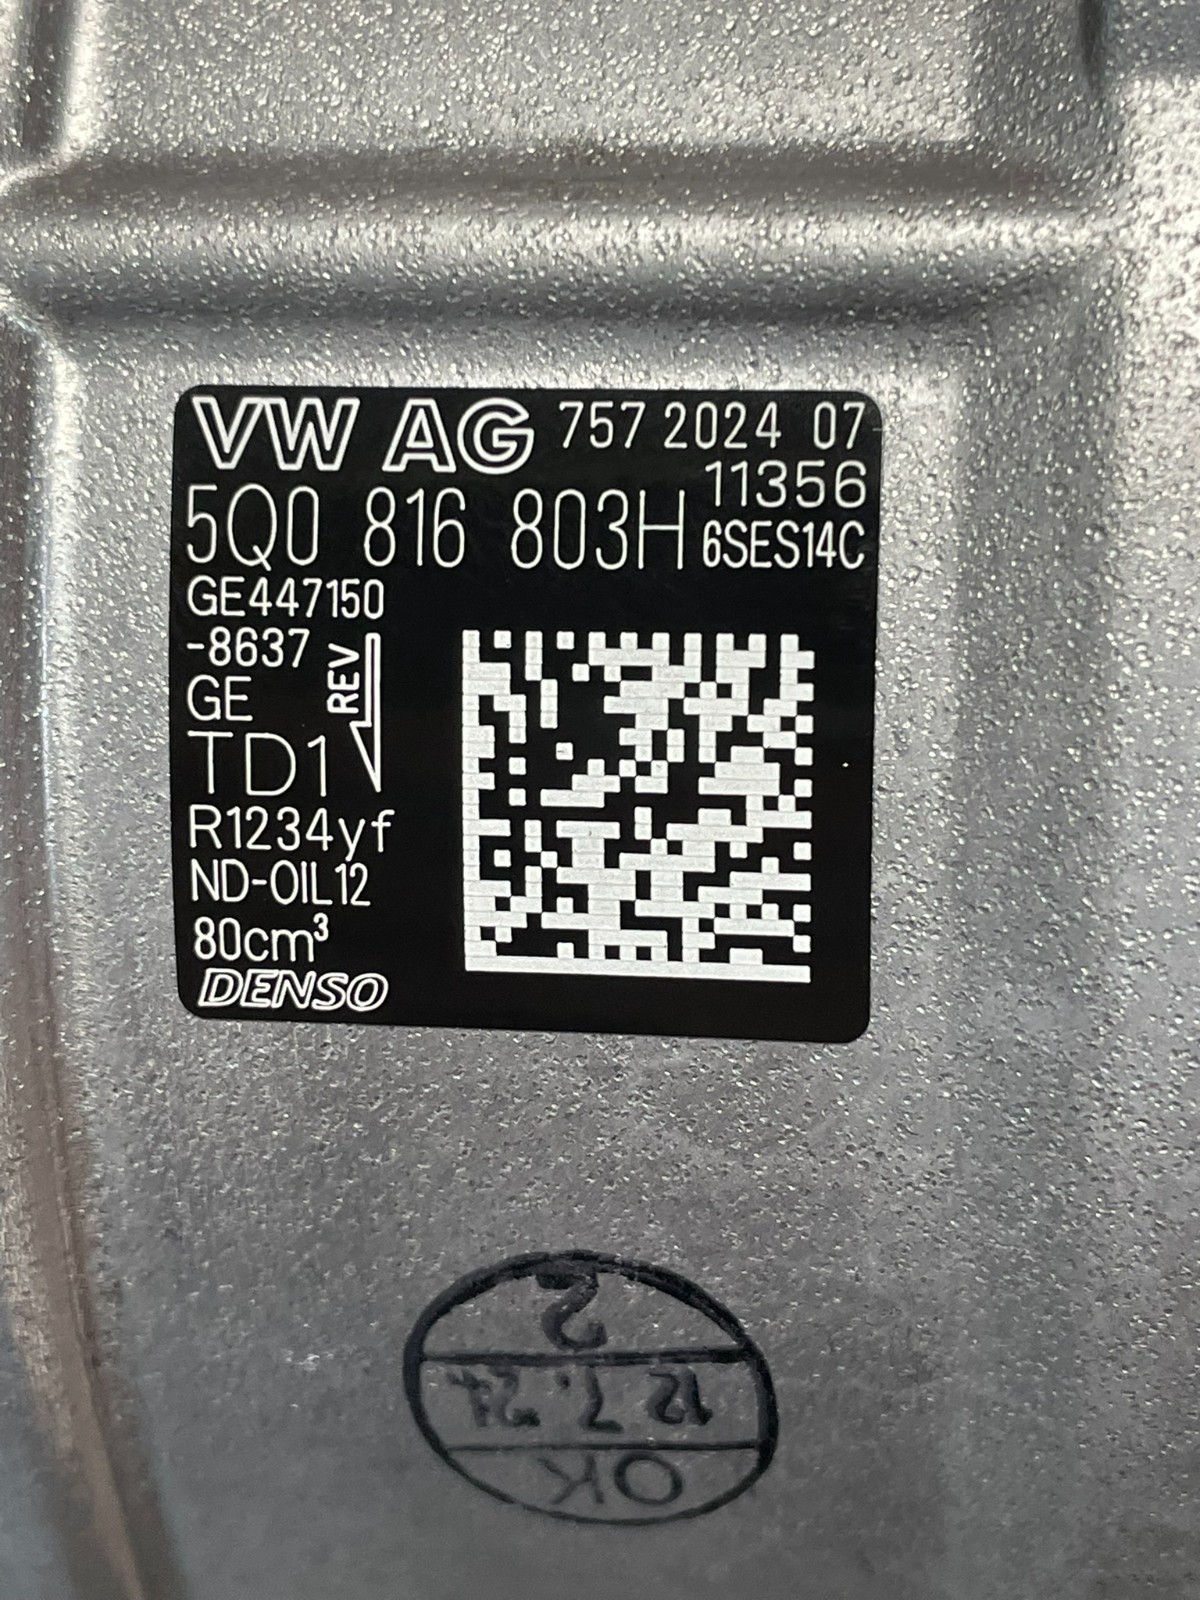 VW AG 757 2024 07
11356
5Q0 816 803H 6SES14C
GE447150
-8637
REV
GE
TD1
R1234yf
ND-OIL12
80cm³
DENSO
2
12.7.24
OK